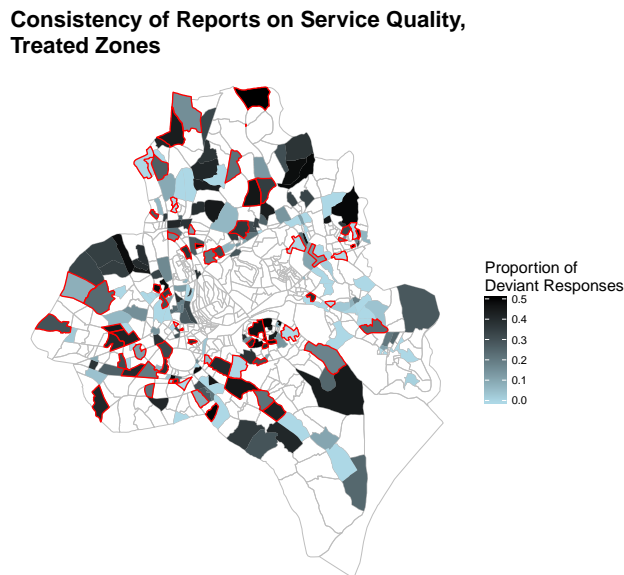 Consistency of Reports on Service Quality,
Treated Zones
Proportion of
Deviant Responses
0.5
0.4
0.3
0.2
0.1
0.0